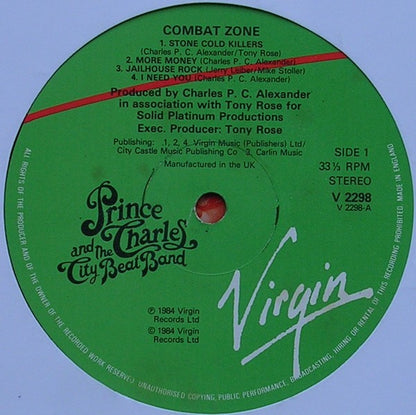 COMBAT ZONE
1. STONE COLD KILLERS
(Charles P. C. Alexander/Tony Rose)
2. MORE MONEY (Charles P. C. Alexander)
3. JAILHOUSE ROCK (Jerry Leiber/Mike Stoller)
4. I NEED YOU (Charles P. C. Alexander)
Produced by Charles P. C. Alexander
in association with Tony Rose for
Solid Platinum Productions
Exec. Producer: Tony Rose
Publishing: 1, 2, 4, Virgin Music (Publishers) Ltd/
City Castle Music Publishing Co. 3, Carlin Music
Manufactured in the UK
SIDE 1
33⅓ RPM
STEREO
V 2298
V 2298-A
Prince
Charles
and The
City Beat Band
Virgin
℗ 1984 Virgin
Records Ltd
© 1984 Virgin
Records Ltd
ALL RIGHTS OF THE PRODUCER AND OF THE OWNER OF THE RECORDED WORK RESERVED. UNAUTHORISED COPYING, PUBLIC PERFORMANCE, BROADCASTING, HIRING OR RENTAL OF THIS RECORDING PROHIBITED. MADE IN ENGLAND.